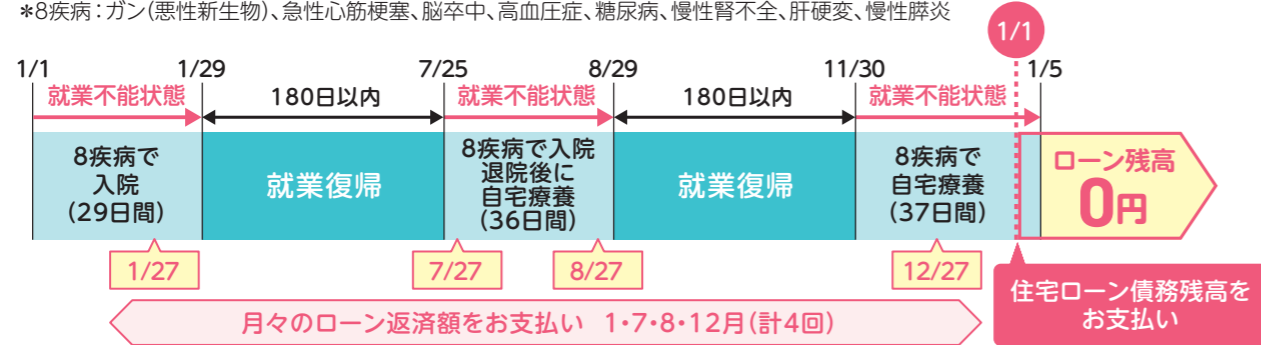 *8疾病:ガン(悪性新生物)、急性心筋梗塞、脳卒中、高血圧症、糖尿病、慢性腎不全、肝硬変、慢性膵炎
1/1
1/1
1/29
7/25
8/29
11/30
1/5
就業不能状態
180日以内
就業不能状態
180日以内
就業不能状態
8疾病で
入院
(29日間)
就業復帰
8疾病で入院
退院後に
自宅療養
(36日間)
就業復帰
8疾病で
自宅療養
(37日間)
ローン残高
0円
1/27
7/27
8/27
12/27
住宅ローン債務残高を
お支払い
月々のローン返済額をお支払い 1・7・8・12月(計4回)